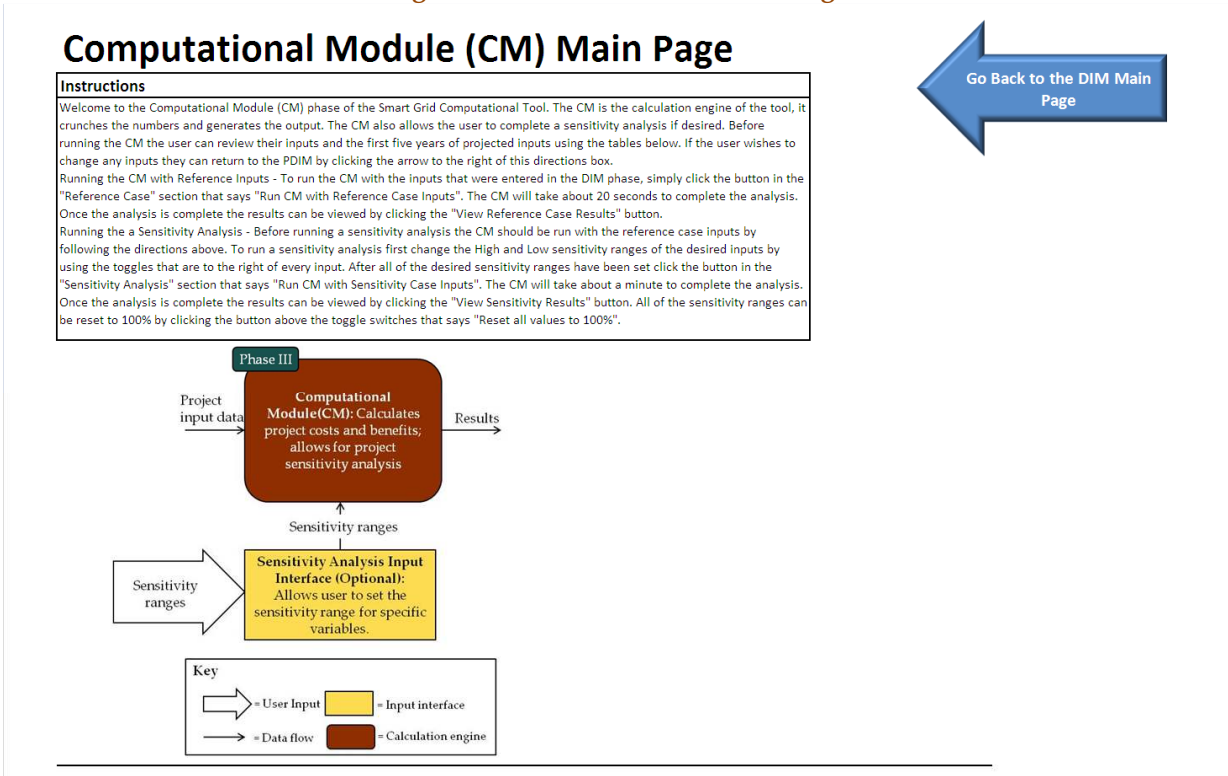 Computational Module (CM) Main Page
Go Back to the DIM Main
Page
Instructions
Welcome to the Computational Module (CM) phase of the Smart Grid Computational Tool. The CM is the calculation engine of the tool, it
crunches the numbers and generates the output. The CM also allows the user to complete a sensitivity analysis if desired. Before
running the CM the user can review their inputs and the first five years of projected inputs using the tables below. If the user wishes to
change any inputs they can return to the PDIM by clicking the arrow to the right of this directions box.
Running the CM with Reference Inputs - To run the CM with the inputs that were entered in the DIM phase, simply click the button in the
"Reference Case" section that says "Run CM with Reference Case Inputs". The CM will take about 20 seconds to complete the analysis.
Once the analysis is complete the results can be viewed by clicking the "View Reference Case Results" button.
Running the a Sensitivity Analysis - Before running a sensitivity analysis the CM should be run with the reference case inputs by
following the directions above. To run a sensitivity analysis first change the High and Low sensitivity ranges of the desired inputs by
using the toggles that are to the right of every input. After all of the desired sensitivity ranges have been set click the button in the
"Sensitivity Analysis" section that says "Run CM with Sensitivity Case Inputs". The CM will take about a minute to complete the analysis.
Once the analysis is complete the results can be viewed by clicking the "View Sensitivity Results" button. All of the sensitivity ranges can
be reset to 100% by clicking the button above the toggle switches that says "Reset all values to 100%".
Phase III
Project
input data
Computational
Module(CM): Calculates
project costs and benefits;
allows for project
sensitivity analysis
Results
Sensitivity ranges
Sensitivity
ranges
Sensitivity Analysis Input
Interface (Optional):
Allows user to set the
sensitivity range for specific
variables.
Key
= User Input
= Input interface
= Data flow
= Calculation engine